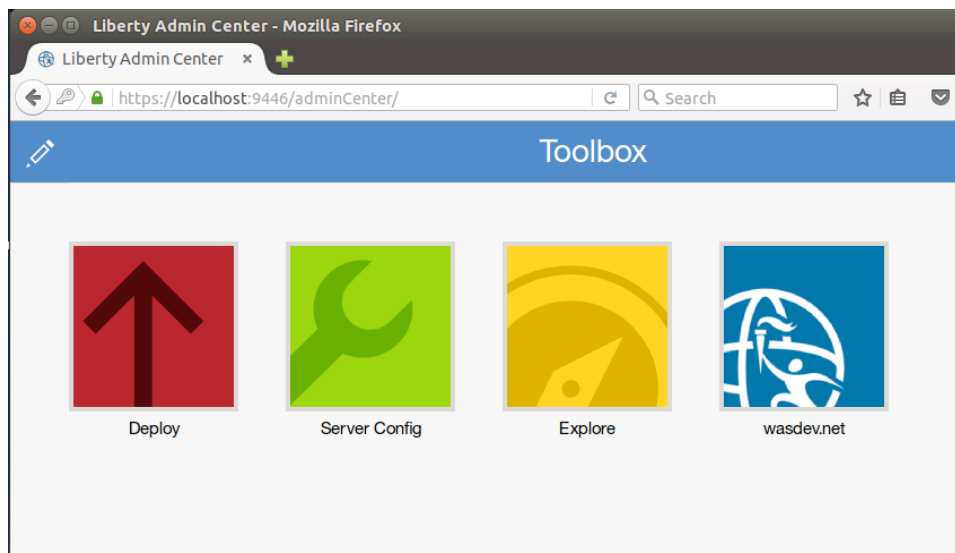 Liberty Admin Center - Mozilla Firefox
Liberty Admin Center
https://localhost:9446/adminCenter/
Search
Toolbox
Deploy
Server Config
Explore
wasdev.net